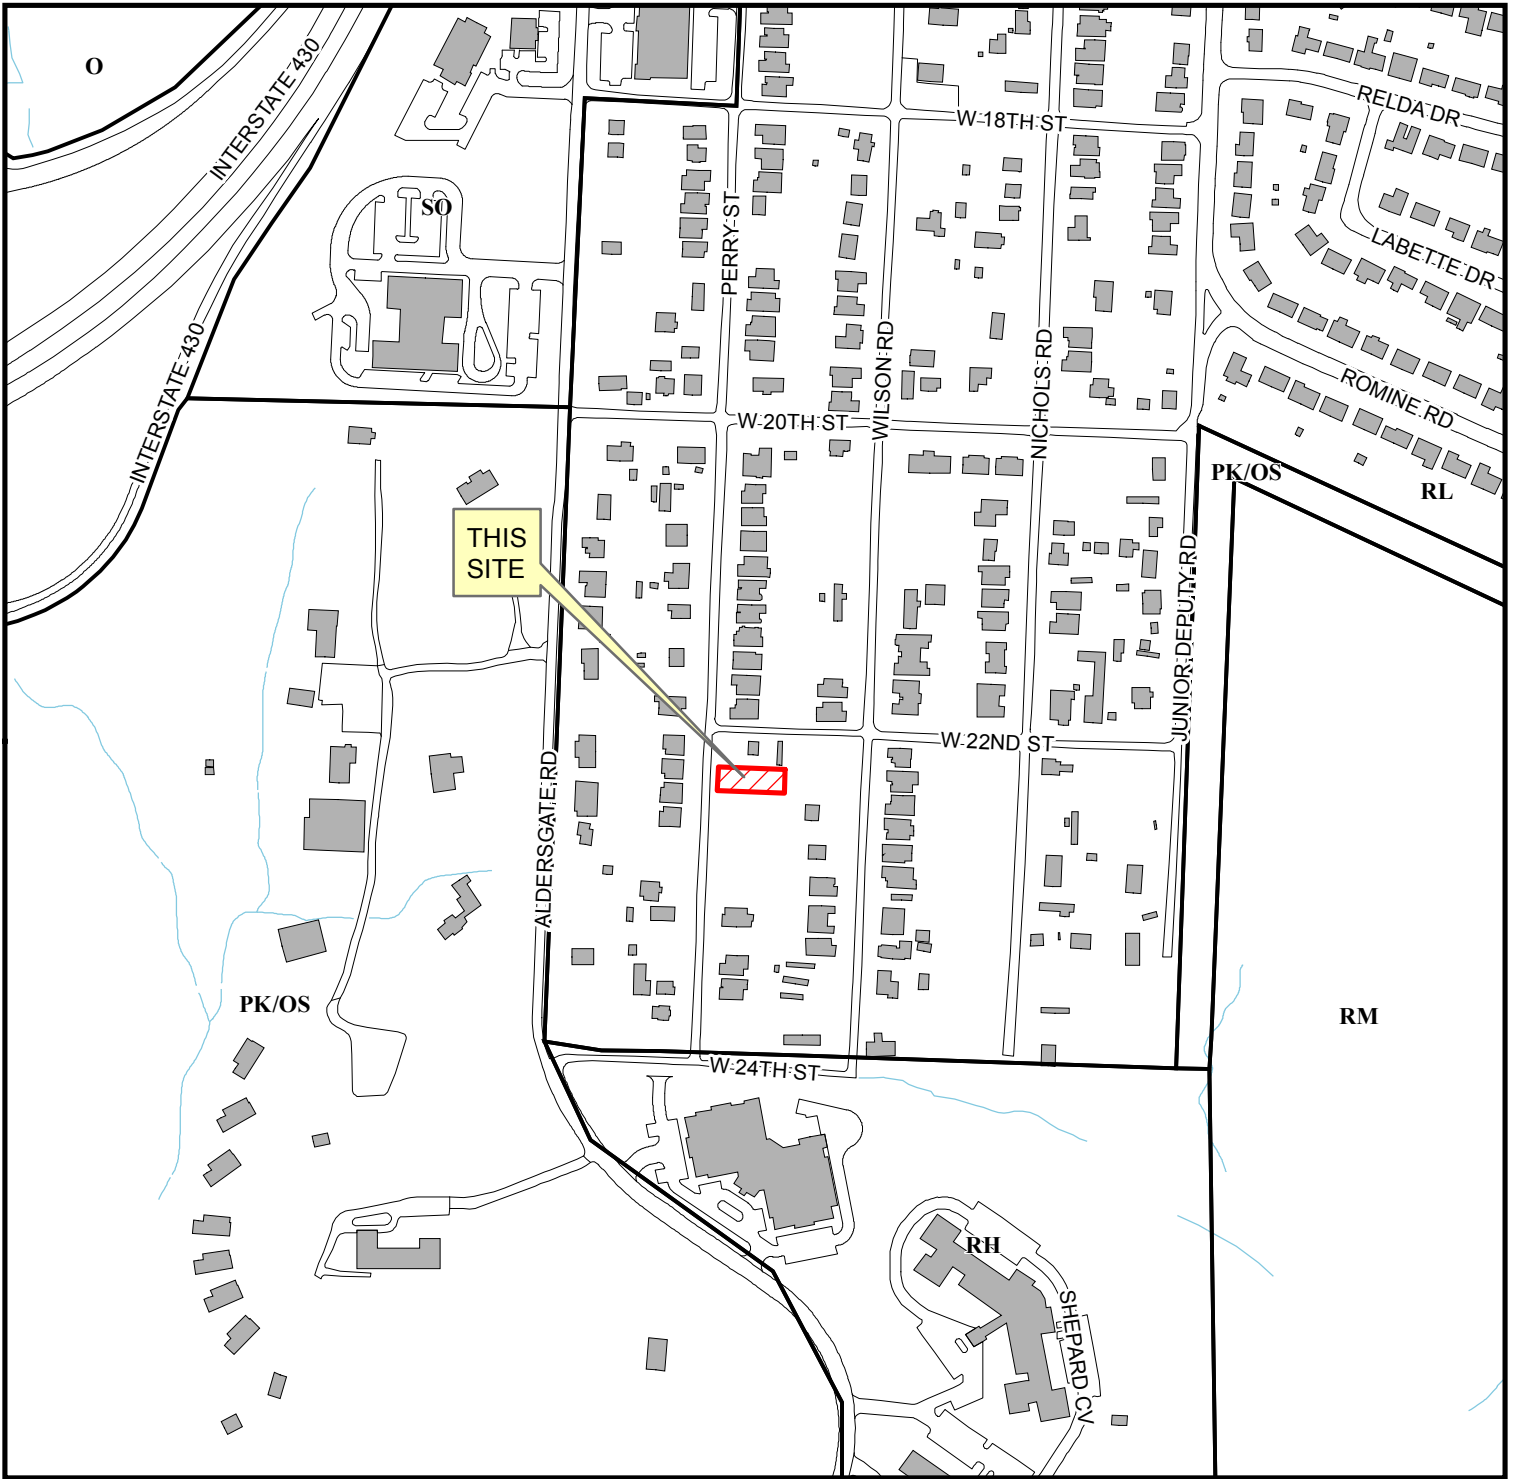 O
INTERSTATE 430
W 18TH ST
RELDA DR
SO
PERRY ST
LABETTE DR
WILSON RD
NICHOLS RD
INTERSTATE 430
ROMINE RD
W 20TH ST
PK/OS
RL
THIS
SITE
JUNIOR DEPUTY RD
W 22ND ST
ALDERSGATE RD
PK/OS
RM
W 24TH ST
RH
SHEPARD CV